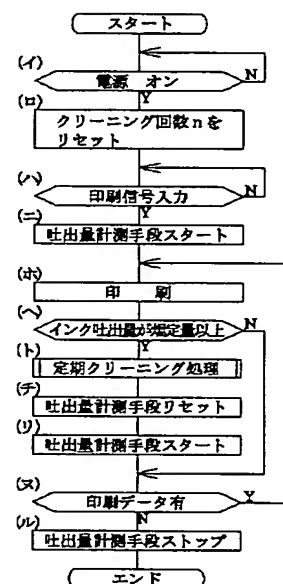 スタート
(イ)
電源 オン
N
Y
(ロ)
クリーニング回数nを
リセット
(ハ)
印刷信号入力
N
Y
(ニ)
吐出量計測手段スタート
(ホ)
印 刷
(ヘ)
インク吐出量が規定量以上
N
Y
(ト)
定期クリーニング処理
(チ)
吐出量計測手段リセット
(リ)
吐出量計測手段スタート
(ヌ)
印刷データ有
Y
N
(ル)
吐出量計測手段ストップ
エンド